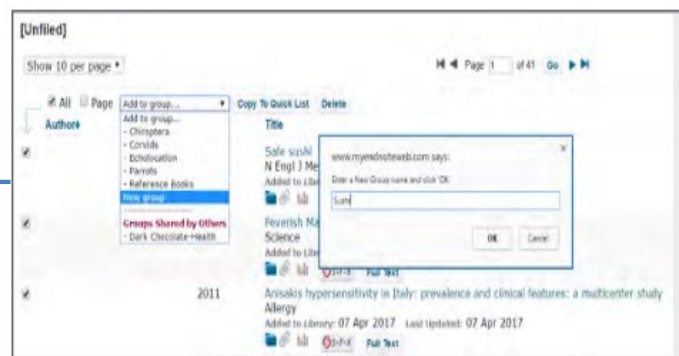 [Unfiled]
Show 10 per page
Page 1 of 41 Go
All Page Add to group... Copy To Quick List Delete
Author Title
Add to group...
- Chiroptera
- Corvids
- Echolocation
- Parrots
- Reference Books
New group
Groups Shared by Others
- Dark Chocolate-Health
Safe sushi
N Engl J Me
Added to Libr
www.myendnoteweb.com says:
Enter a New Group name and click 'OK'.
Sushi
OK Cancel
Feverish Ma
Science
Added to Libr
S-F-X Full Text
2011 Anisakis hypersensitivity in Italy: prevalence and clinical features: a multicenter study
Allergy
Added to Library: 07 Apr 2017 Last Updated: 07 Apr 2017
S-F-X Full Text